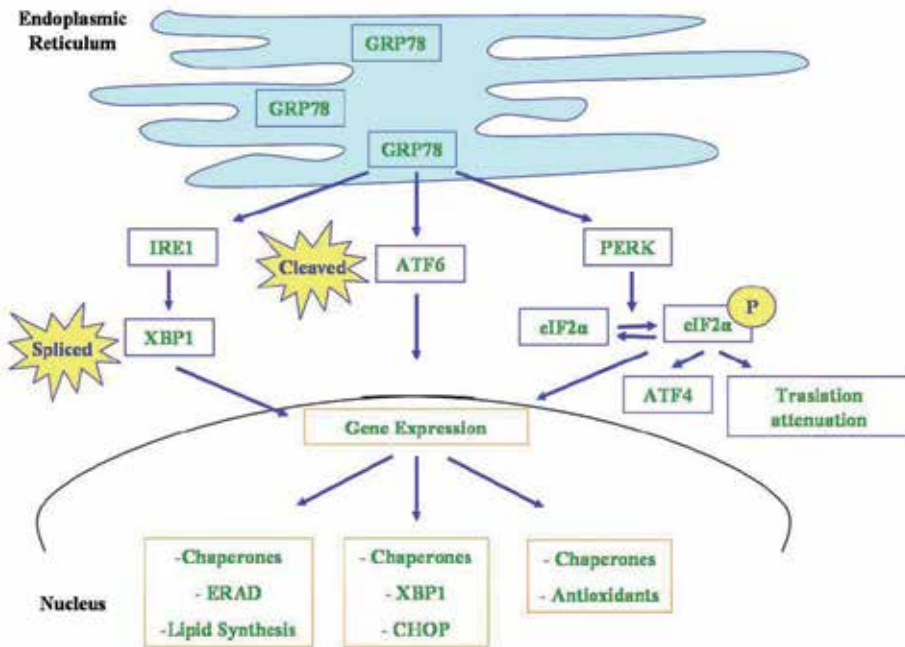 Endoplasmic
Reticulum
GRP78
GRP78
GRP78
IRE1
Cleaved
ATF6
PERK
Spliced
XBP1
eIF2α
eIF2α
P
ATF4
Traslation
attenuation
Gene Expression
-Chaperones
- ERAD
-Lipid Synthesis
- Chaperones
- XBP1
- CHOP
- Chaperones
- Antioxidants
Nucleus